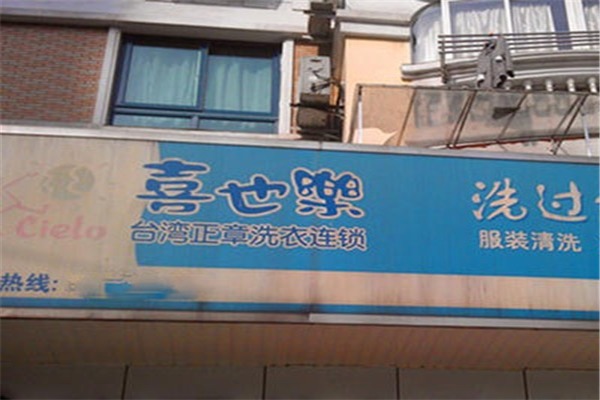 喜也樂
Cielo
台湾正章洗衣连锁
洗过
服装清洗
热线: